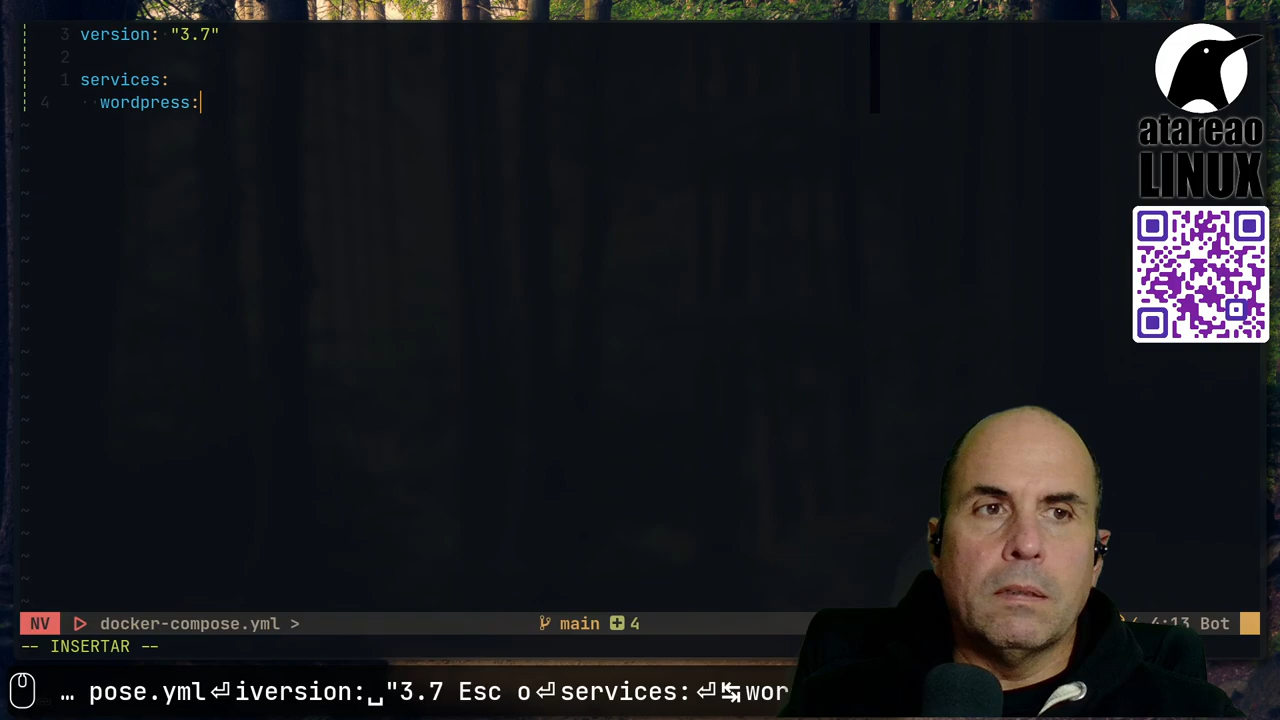 3 version: "3.7"
2
1 services:
4 wordpress:
atareao
LINUX
NV docker-compose.yml > main 4 4:13 Bot
-- INSERTAR --
… pose.yml⏎iversion:␣"3.7 Esc o⏎services:⏎↹wor